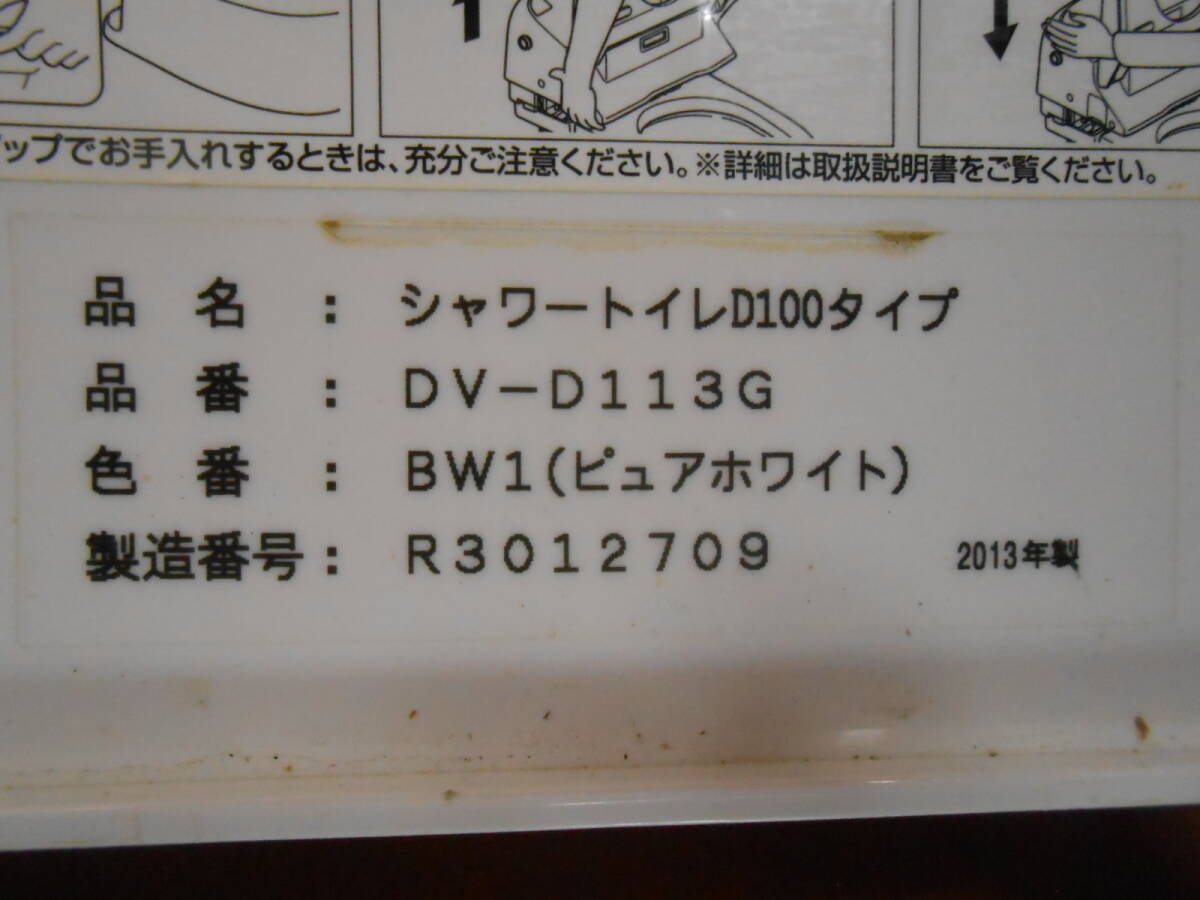 ップでお手入れするときは、充分ご注意ください。※詳細は取扱説明書をご覧ください。
品名：シャワートイレD100タイプ
品番：DV－D113G
色番：BW1(ピュアホワイト)
製造番号：R3012709 2013年製